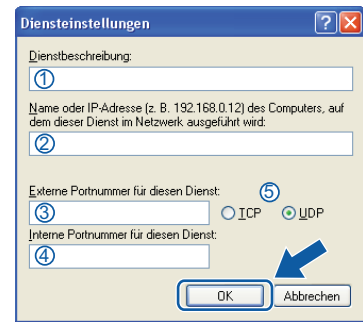 Diensteinstellungen
Dienstbeschreibung:
①
Name oder IP-Adresse (z. B. 192.168.0.12) des Computers, auf
dem dieser Dienst im Netzwerk ausgeführt wird:
②
Externe Portnummer für diesen Dienst: ⑤
③ TCP UDP
Interne Portnummer für diesen Dienst:
④
OK Abbrechen